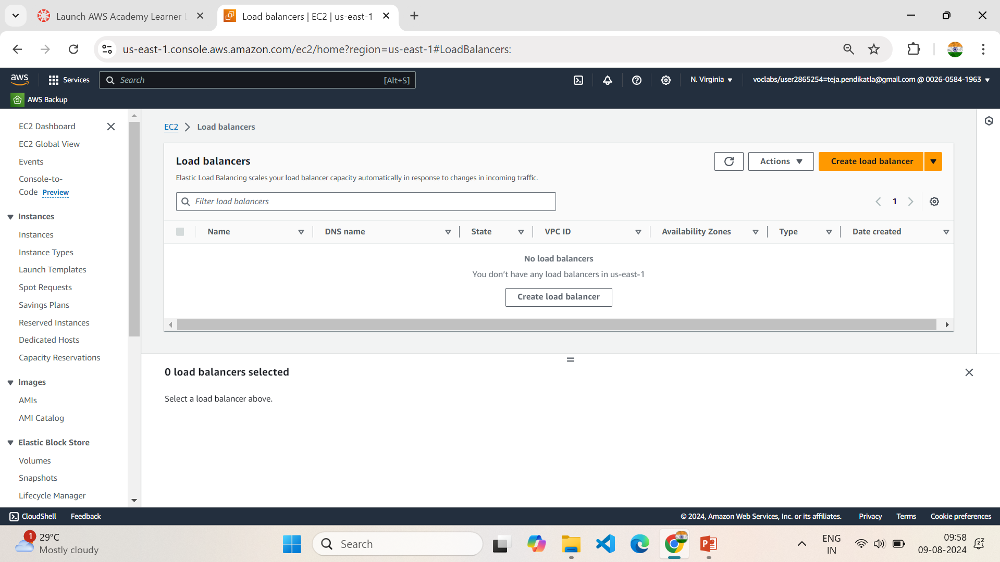 Launch AWS Academy Learner L
Load balancers | EC2 | us-east-1
us-east-1.console.aws.amazon.com/ec2/home?region=us-east-1#LoadBalancers:
aws
Services
Search
[Alt+S]
N. Virginia
voclabs/user2865254=teja.pendikatla@gmail.com @ 0026-0584-1963
AWS Backup
EC2 Dashboard
EC2 Global View
Events
Console-to-
Code Preview
Instances
Instances
Instance Types
Launch Templates
Spot Requests
Savings Plans
Reserved Instances
Dedicated Hosts
Capacity Reservations
Images
AMIs
AMI Catalog
Elastic Block Store
Volumes
Snapshots
Lifecycle Manager
EC2 > Load balancers
Load balancers
Actions
Create load balancer
Elastic Load Balancing scales your load balancer capacity automatically in response to changes in incoming traffic.
Filter load balancers
1
Name
DNS name
State
VPC ID
Availability Zones
Type
Date created
No load balancers
You don't have any load balancers in us-east-1
Create load balancer
0 load balancers selected
Select a load balancer above.
CloudShell
Feedback
© 2024, Amazon Web Services, Inc. or its affiliates.
Privacy
Terms
Cookie preferences
1
29°C
Mostly cloudy
Search
ENG
IN
09:58
09-08-2024